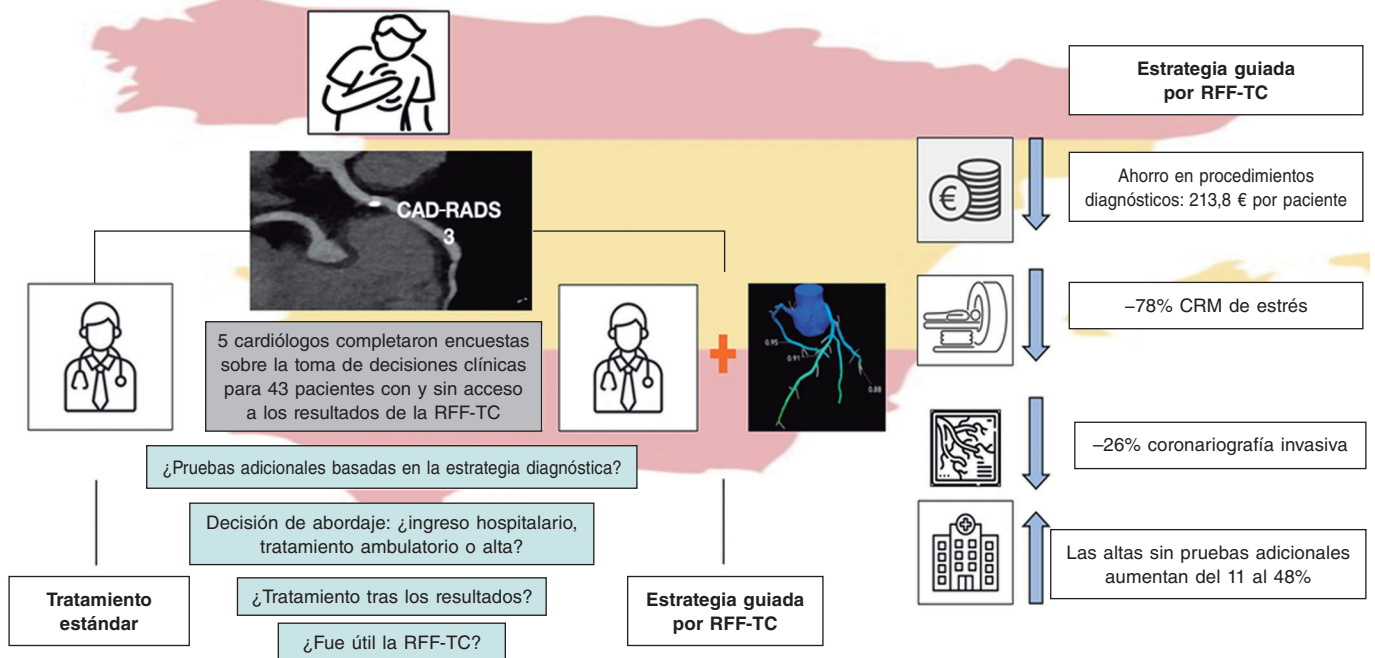 CAD-RADS
3
5 cardiólogos completaron encuestas
sobre la toma de decisiones clínicas
para 43 pacientes con y sin acceso
a los resultados de la RFF-TC
0.95
0.91
0.88
¿Pruebas adicionales basadas en la estrategia diagnóstica?
Decisión de abordaje: ¿ingreso hospitalario,
tratamiento ambulatorio o alta?
¿Tratamiento tras los resultados?
¿Fue útil la RFF-TC?
Tratamiento
estándar
Estrategia guiada
por RFF-TC
Estrategia guiada
por RFF-TC
€
Ahorro en procedimientos
diagnósticos: 213,8 € por paciente
–78% CRM de estrés
–26% coronariografía invasiva
Las altas sin pruebas adicionales
aumentan del 11 al 48%